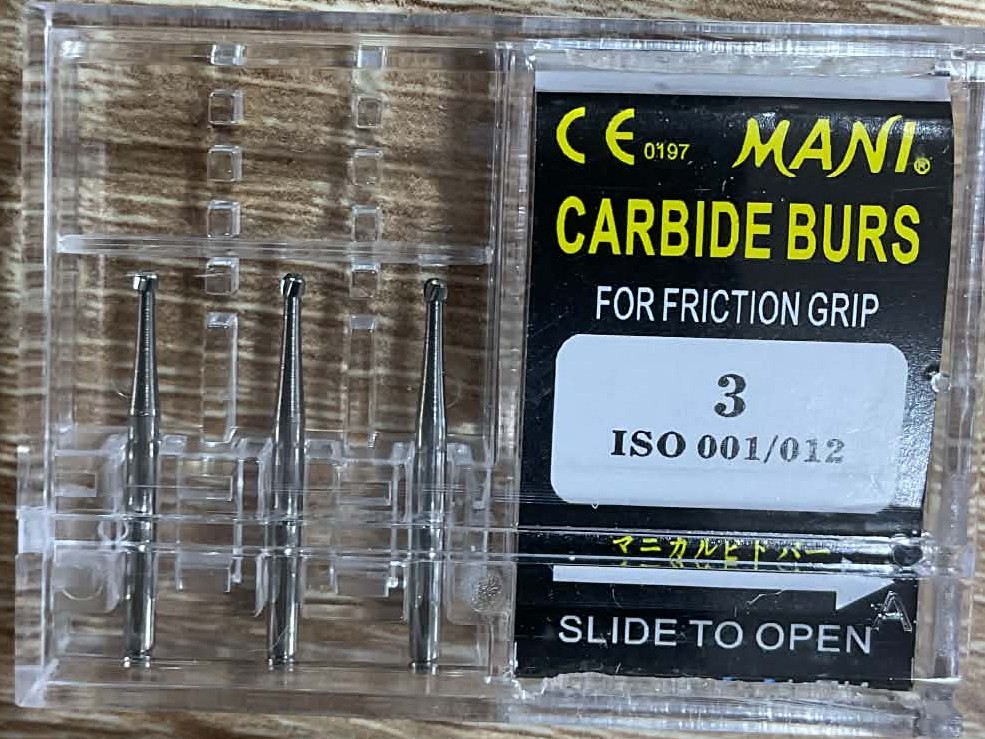 CE 0197 MANI®
CARBIDE BURS
FOR FRICTION GRIP
3
ISO 001/012
マニカルビドバー
SLIDE TO OPEN
A